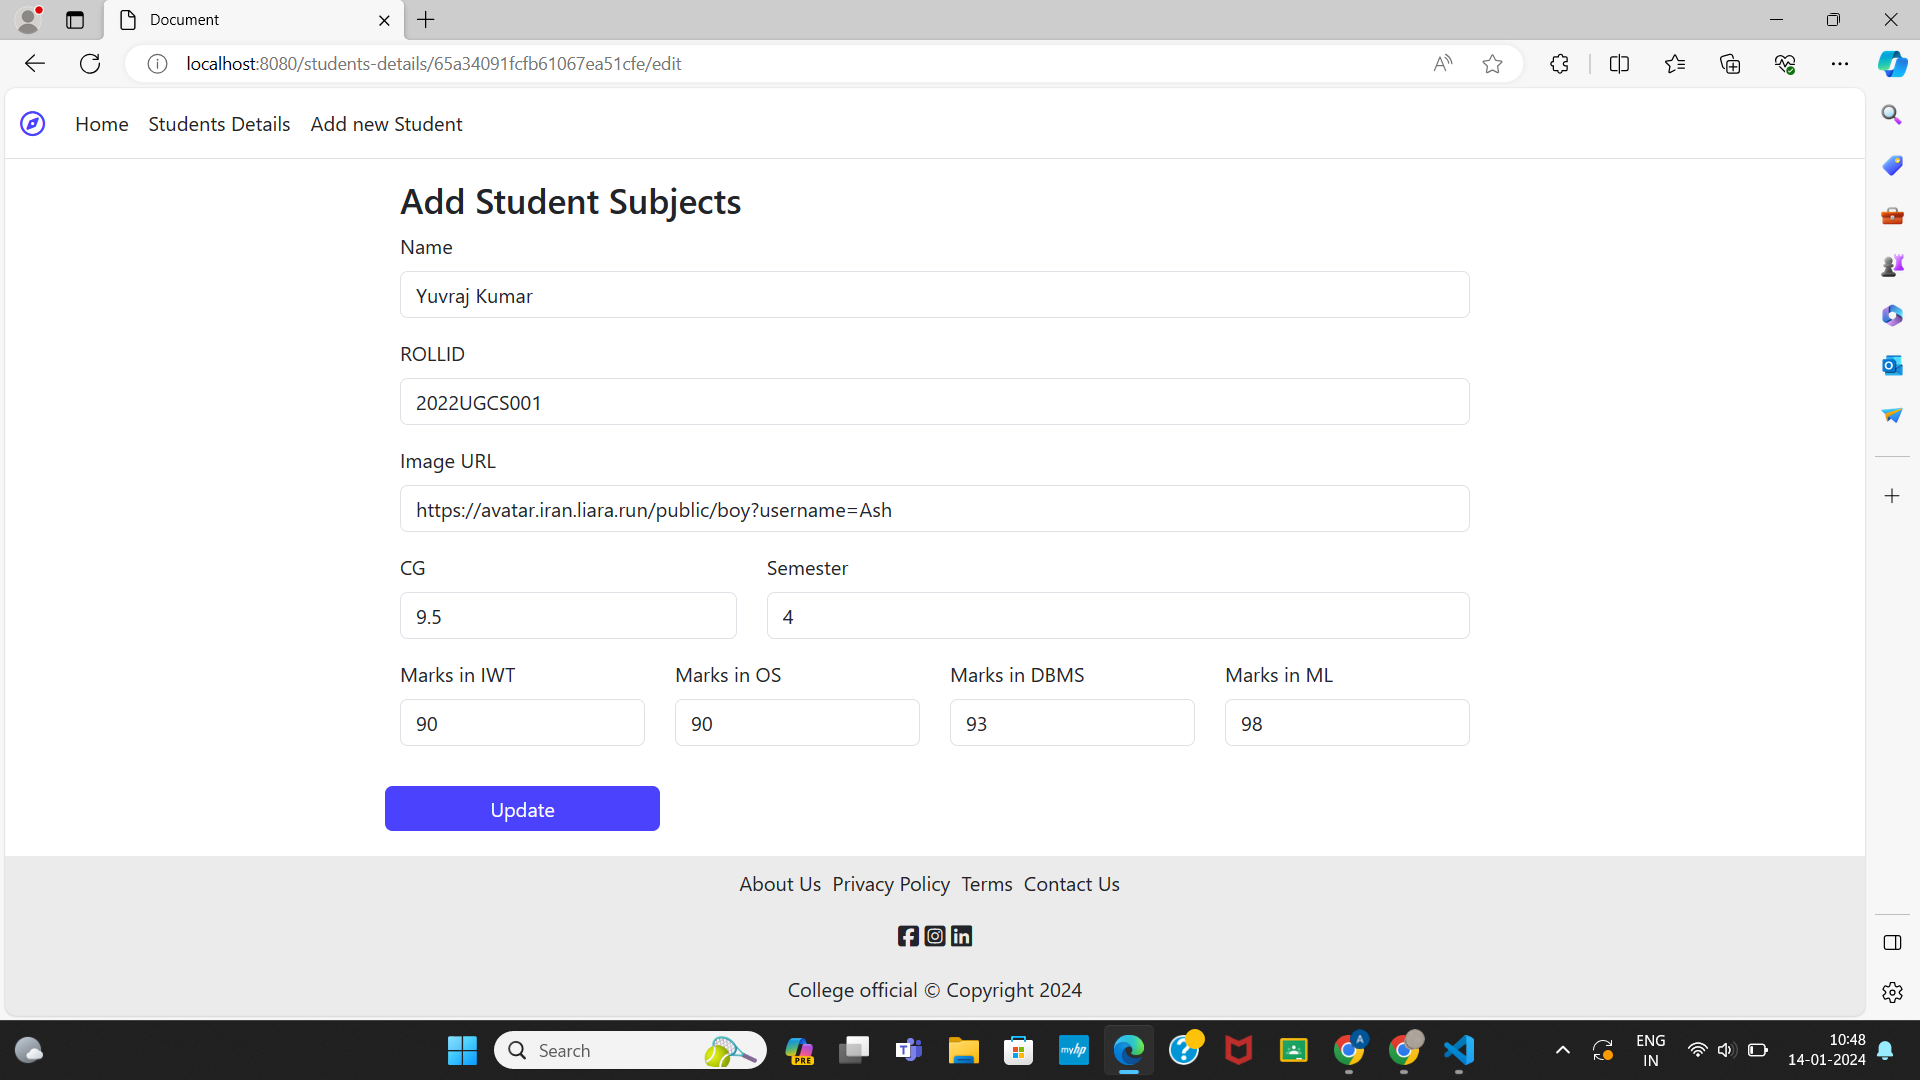 Document
localhost:8080/students-details/65a34091fcfb61067ea51cfe/edit
Home Students Details Add new Student
Add Student Subjects
Name
Yuvraj Kumar
ROLLID
2022UGCS001
Image URL
https://avatar.iran.liara.run/public/boy?username=Ash
CG Semester
9.5 4
Marks in IWT Marks in OS Marks in DBMS Marks in ML
90 90 93 98
Update
About Us Privacy Policy Terms Contact Us
College official © Copyright 2024
Search
PRE
myhp
A
ENG
IN
10:48
14-01-2024